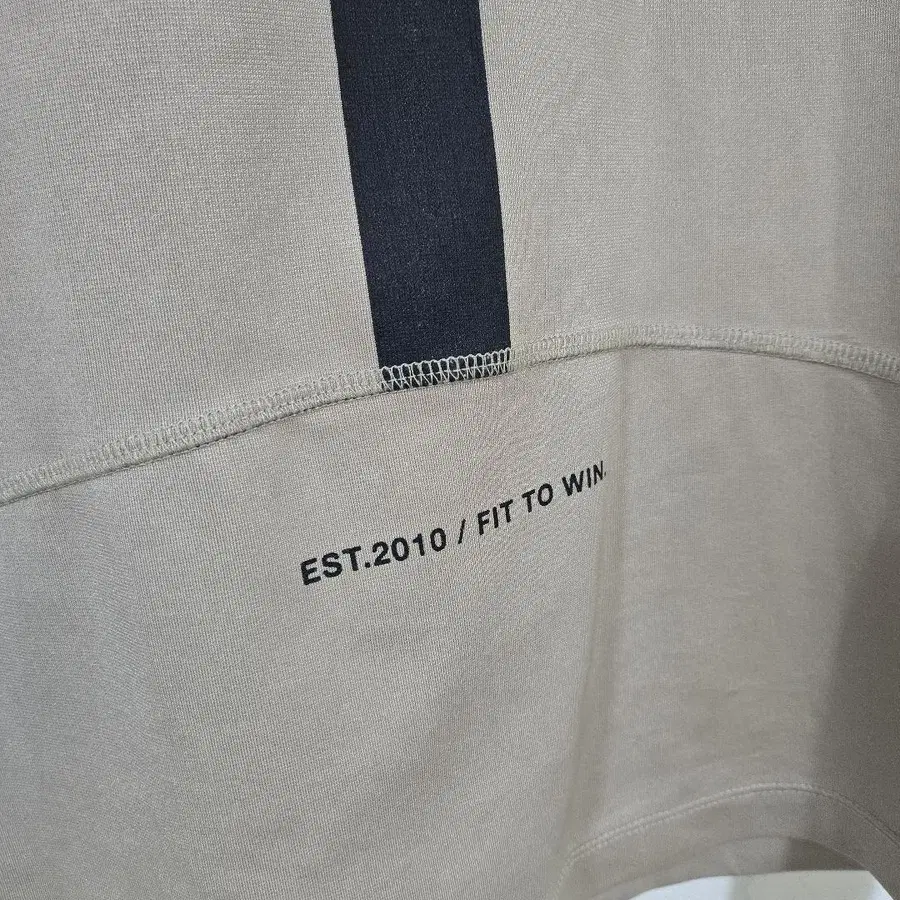 EST.2010 / FIT TO WIN.